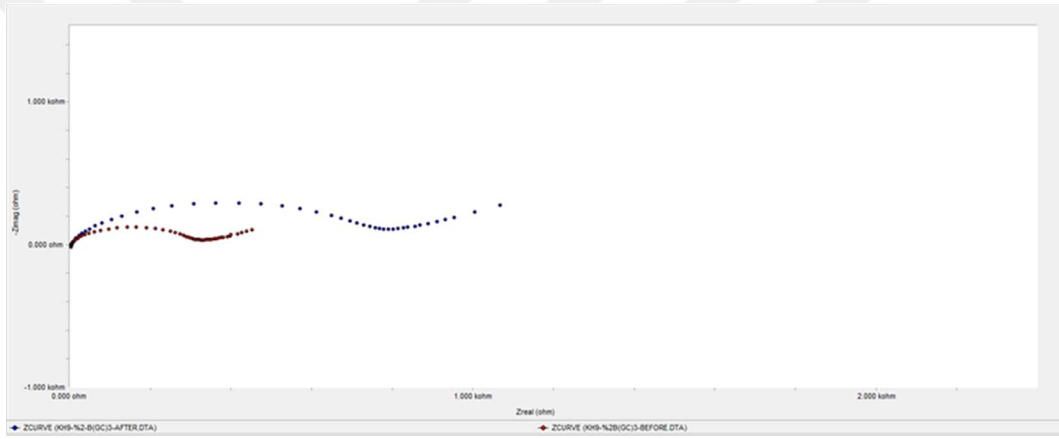 1.000 kohm
-Zimag (ohm)
0.000 ohm
-1.000 kohm
0.000 ohm
1.000 kohm
2.000 kohm
Zreal (ohm)
ZCURVE (KH9-%2-B(GC)3-AFTER.DTA)
ZCURVE (KH9-%2B(GC)3-BEFORE.DTA)